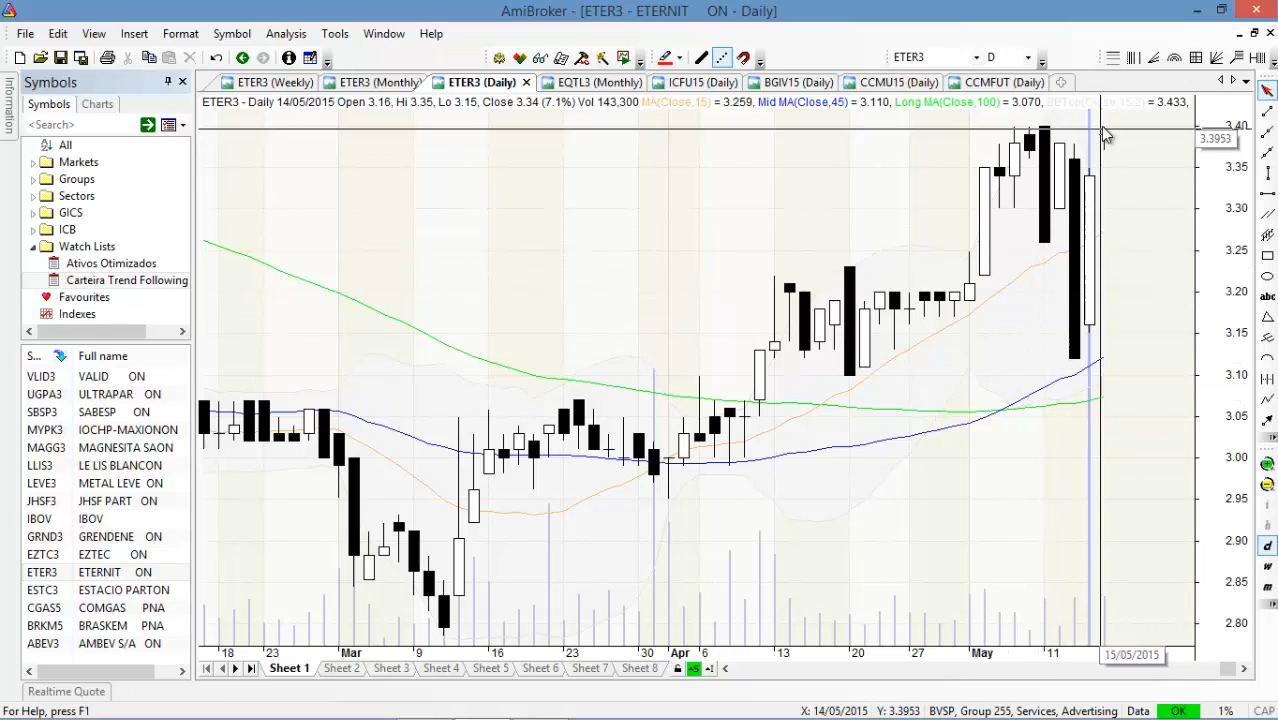 AmiBroker - [ETER3 - ETERNIT ON - Daily]
File Edit View Insert Format Symbol Analysis Tools Window Help
ETER3 D
Information
Symbols
ETER3 (Weekly) ETER3 (Monthly) ETER3 (Daily) EQTL3 (Monthly) ICFU15 (Daily) BGIV15 (Daily) CCMU15 (Daily) CCMFUT (Daily)
Symbols Charts
<Search>
ETER3 - Daily 14/05/2015 Open 3.16, Hi 3.35, Lo 3.15, Close 3.34 (7.1%) Vol 143,300 MA(Close,15) = 3.259, Mid MA(Close,45) = 3.110, Long MA(Close,100) = 3.070, BBTop(Close,15,2) = 3.433,
All
Markets
Groups
Sectors
GICS
ICB
Watch Lists
Ativos Otimizados
Carteira Trend Following
Favourites
Indexes
S... Full name
VLID3 VALID ON
UGPA3 ULTRAPAR ON
SBSP3 SABESP ON
MYPK3 IOCHP-MAXIONON
MAGG3 MAGNESITA SAON
LLIS3 LE LIS BLANCON
LEVE3 METAL LEVE ON
JHSF3 JHSF PART ON
IBOV IBOV
GRND3 GRENDENE ON
EZTC3 EZTEC ON
ETER3 ETERNIT ON
ESTC3 ESTACIO PARTON
CGAS5 COMGAS PNA
BRKM5 BRASKEM PNA
ABEV3 AMBEV S/A ON
3.40
3.3953
3.35
3.30
3.25
3.20
3.15
3.10
3.05
3.00
2.95
2.90
2.85
2.80
abc
d
w
m
18 23 Mar 9 16 23 30 Apr 6 13 20 27 May 11 15/05/2015
Sheet 1 Sheet 2 Sheet 3 Sheet 4 Sheet 5 Sheet 6 Sheet 7 Sheet 8
Realtime Quote
For Help, press F1 X: 14/05/2015 Y: 3.3953 BVSP, Group 255, Services, Advertising Data OK 1% CAP